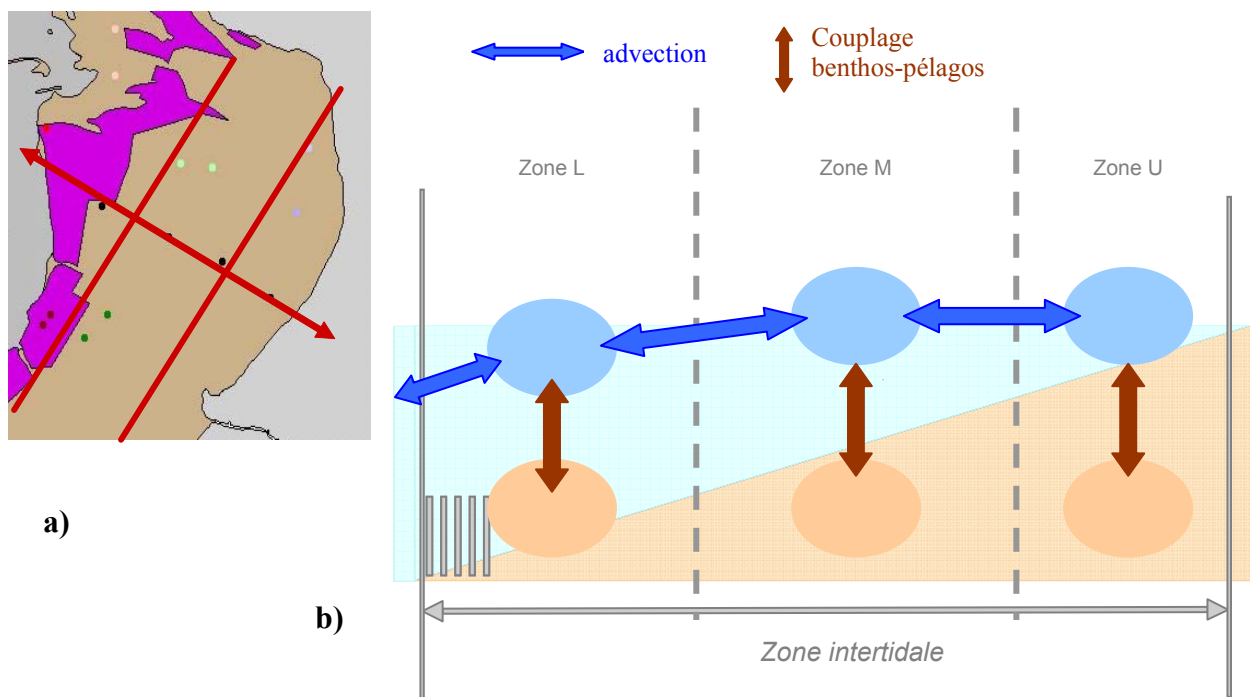 advection
Couplage
benthos-pélagos
Zone L
Zone M
Zone U
a)
b)
Zone intertidale